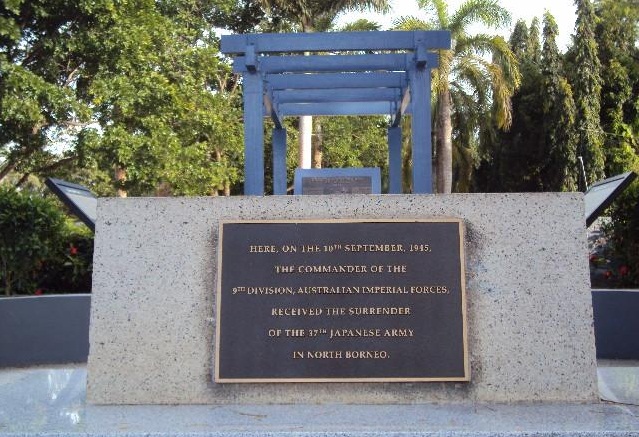 HERE, ON THE 10TH SEPTEMBER, 1945,
THE COMMANDER OF THE
9TH DIVISION, AUSTRALIAN IMPERIAL FORCES,
RECEIVED THE SURRENDER
OF THE 37TH JAPANESE ARMY
IN NORTH BORNEO.